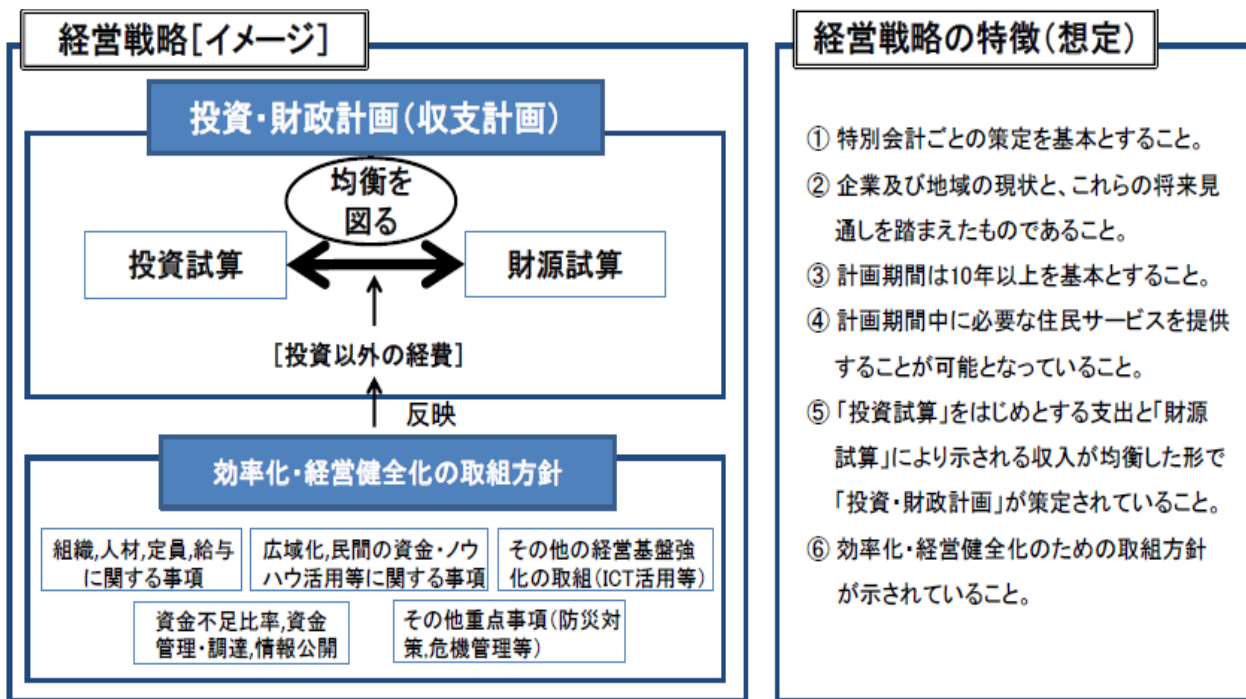 経営戦略[イメージ]
投資・財政計画(収支計画)
均衡を
図る
投資試算
財源試算
[投資以外の経費]
反映
効率化・経営健全化の取組方針
組織,人材,定員,給与
に関する事項
広域化,民間の資金・ノウ
ハウ活用等に関する事項
その他の経営基盤強
化の取組(ICT活用等)
資金不足比率,資金
管理・調達,情報公開
その他重点事項(防災対
策,危機管理等)
経営戦略の特徴(想定)
① 特別会計ごとの策定を基本とすること。
② 企業及び地域の現状と、これらの将来見
通しを踏まえたものであること。
③ 計画期間は10年以上を基本とすること。
④ 計画期間中に必要な住民サービスを提供
することが可能となっていること。
⑤ 「投資試算」をはじめとする支出と「財源
試算」により示される収入が均衡した形で
「投資・財政計画」が策定されていること。
⑥ 効率化・経営健全化のための取組方針
が示されていること。